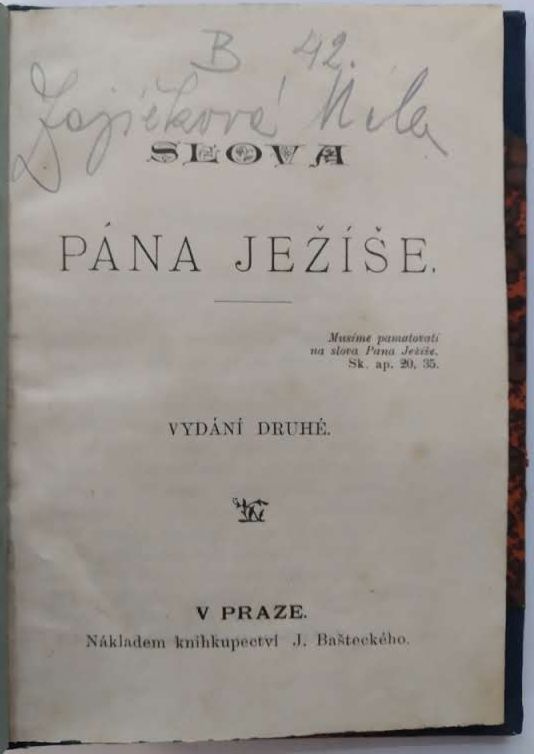 B 42.
Zajíčková Míla
SLOVA
PÁNA JEŽÍŠE.
Musíme pamatovati
na slova Pana Ježíše.
Sk. ap. 20, 35.
VYDÁNÍ DRUHÉ.
V PRAZE.
Nákladem knihkupectví J. Bašteckého.